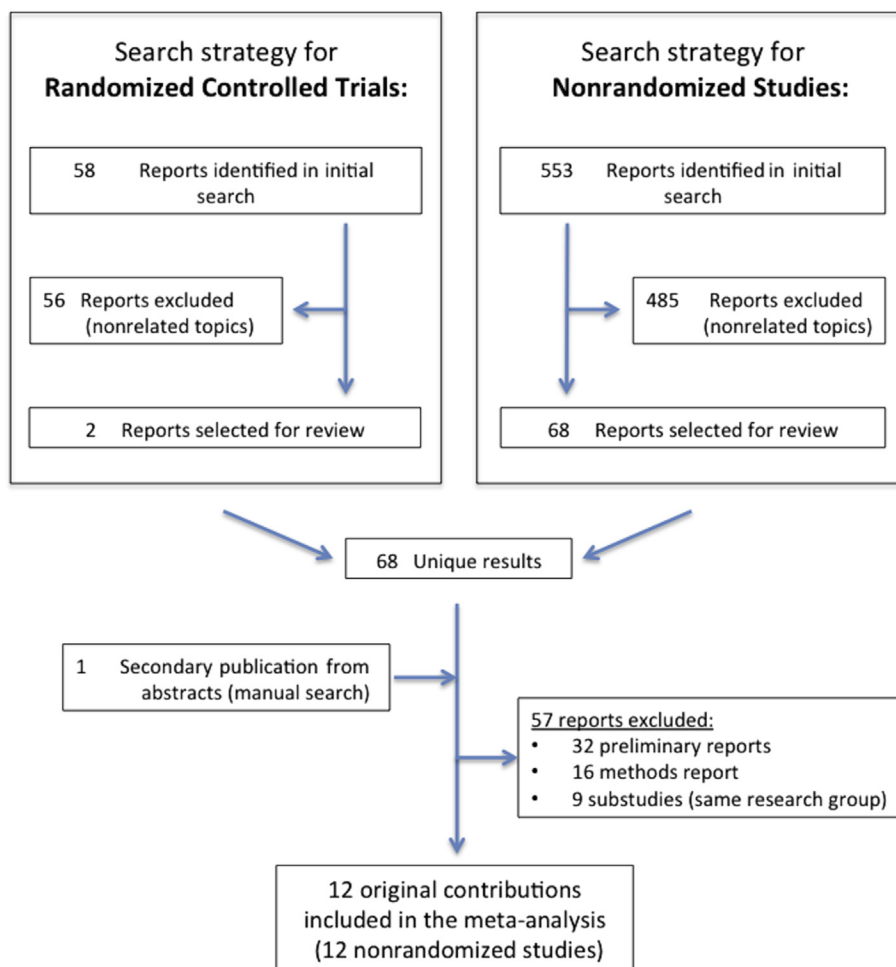 Search strategy for
Randomized Controlled Trials:
58 Reports identified in initial
search
56 Reports excluded
(nonrelated topics)
2 Reports selected for review
Search strategy for
Nonrandomized Studies:
553 Reports identified in initial
search
485 Reports excluded
(nonrelated topics)
68 Reports selected for review
68 Unique results
1 Secondary publication from
abstracts (manual search)
57 reports excluded:
• 32 preliminary reports
• 16 methods report
• 9 substudies (same research group)
12 original contributions
included in the meta-analysis
(12 nonrandomized studies)